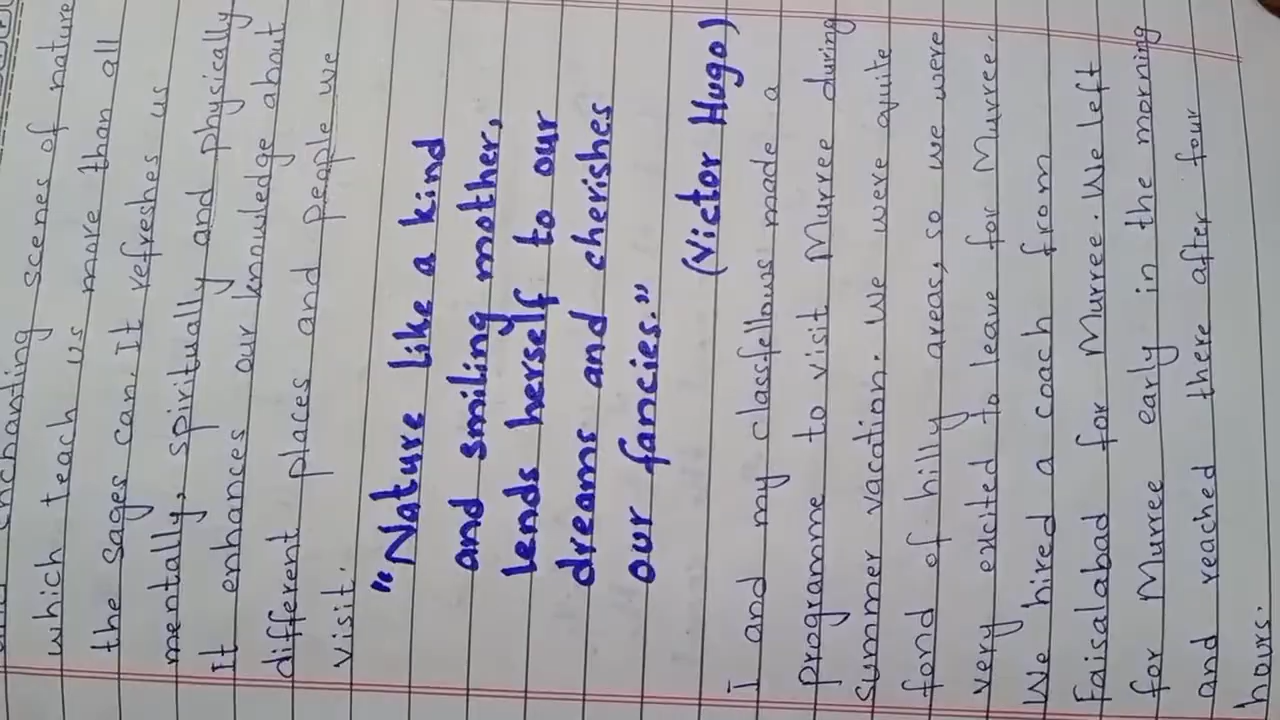 enchanting scenes of nature
which teach us more than all
the sages can. It refreshes us
mentally, spiritually and physically
It enhances our knowledge about
different places and people we
visit.
"Nature like a kind
and smiling mother,
lends herself to our
dreams and cherishes
our fancies."
(Victor Hugo)
I and my classfellows made a
programme to visit Murree during
Summer vacation. We were quite
fond of hilly areas, so we were
very excited to leave for Murree.
We hired a coach from
Faisalabad for Murree. We left
for Murree early in the morning
and reached there after four
hours.